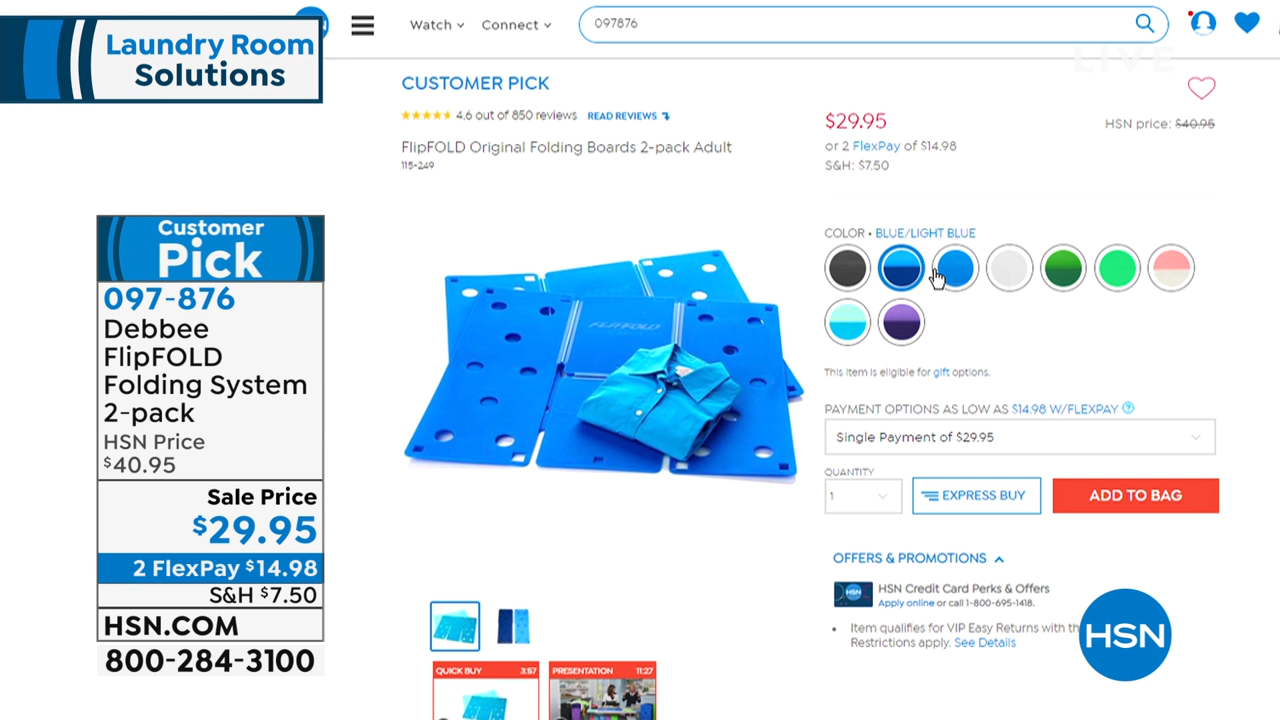 Laundry Room
Solutions
Watch
Connect
097876
LIVE
CUSTOMER PICK
4.6 out of 850 reviews
READ REVIEWS
FlipFOLD Original Folding Boards 2-pack Adult
115-249
$29.95
HSN price: $40.95
or 2 FlexPay of $14.98
S&H: $7.50
COLOR • BLUE/LIGHT BLUE
This item is eligible for gift options.
PAYMENT OPTIONS AS LOW AS $14.98 W/FLEXPAY ?
Single Payment of $29.95
QUANTITY
1
EXPRESS BUY
ADD TO BAG
OFFERS & PROMOTIONS
HSN
HSN Credit Card Perks & Offers
Apply online or call 1-800-695-1418.
• Item qualifies for VIP Easy Returns with th
Restrictions apply. See Details
HSN
FLIPFOLD
QUICK BUY 3:57
PRESENTATION 11:27
Customer
Pick
097-876
Debbee
FlipFOLD
Folding System
2-pack
HSN Price
$40.95
Sale Price
$29.95
2 FlexPay $14.98
S&H $7.50
HSN.COM
800-284-3100